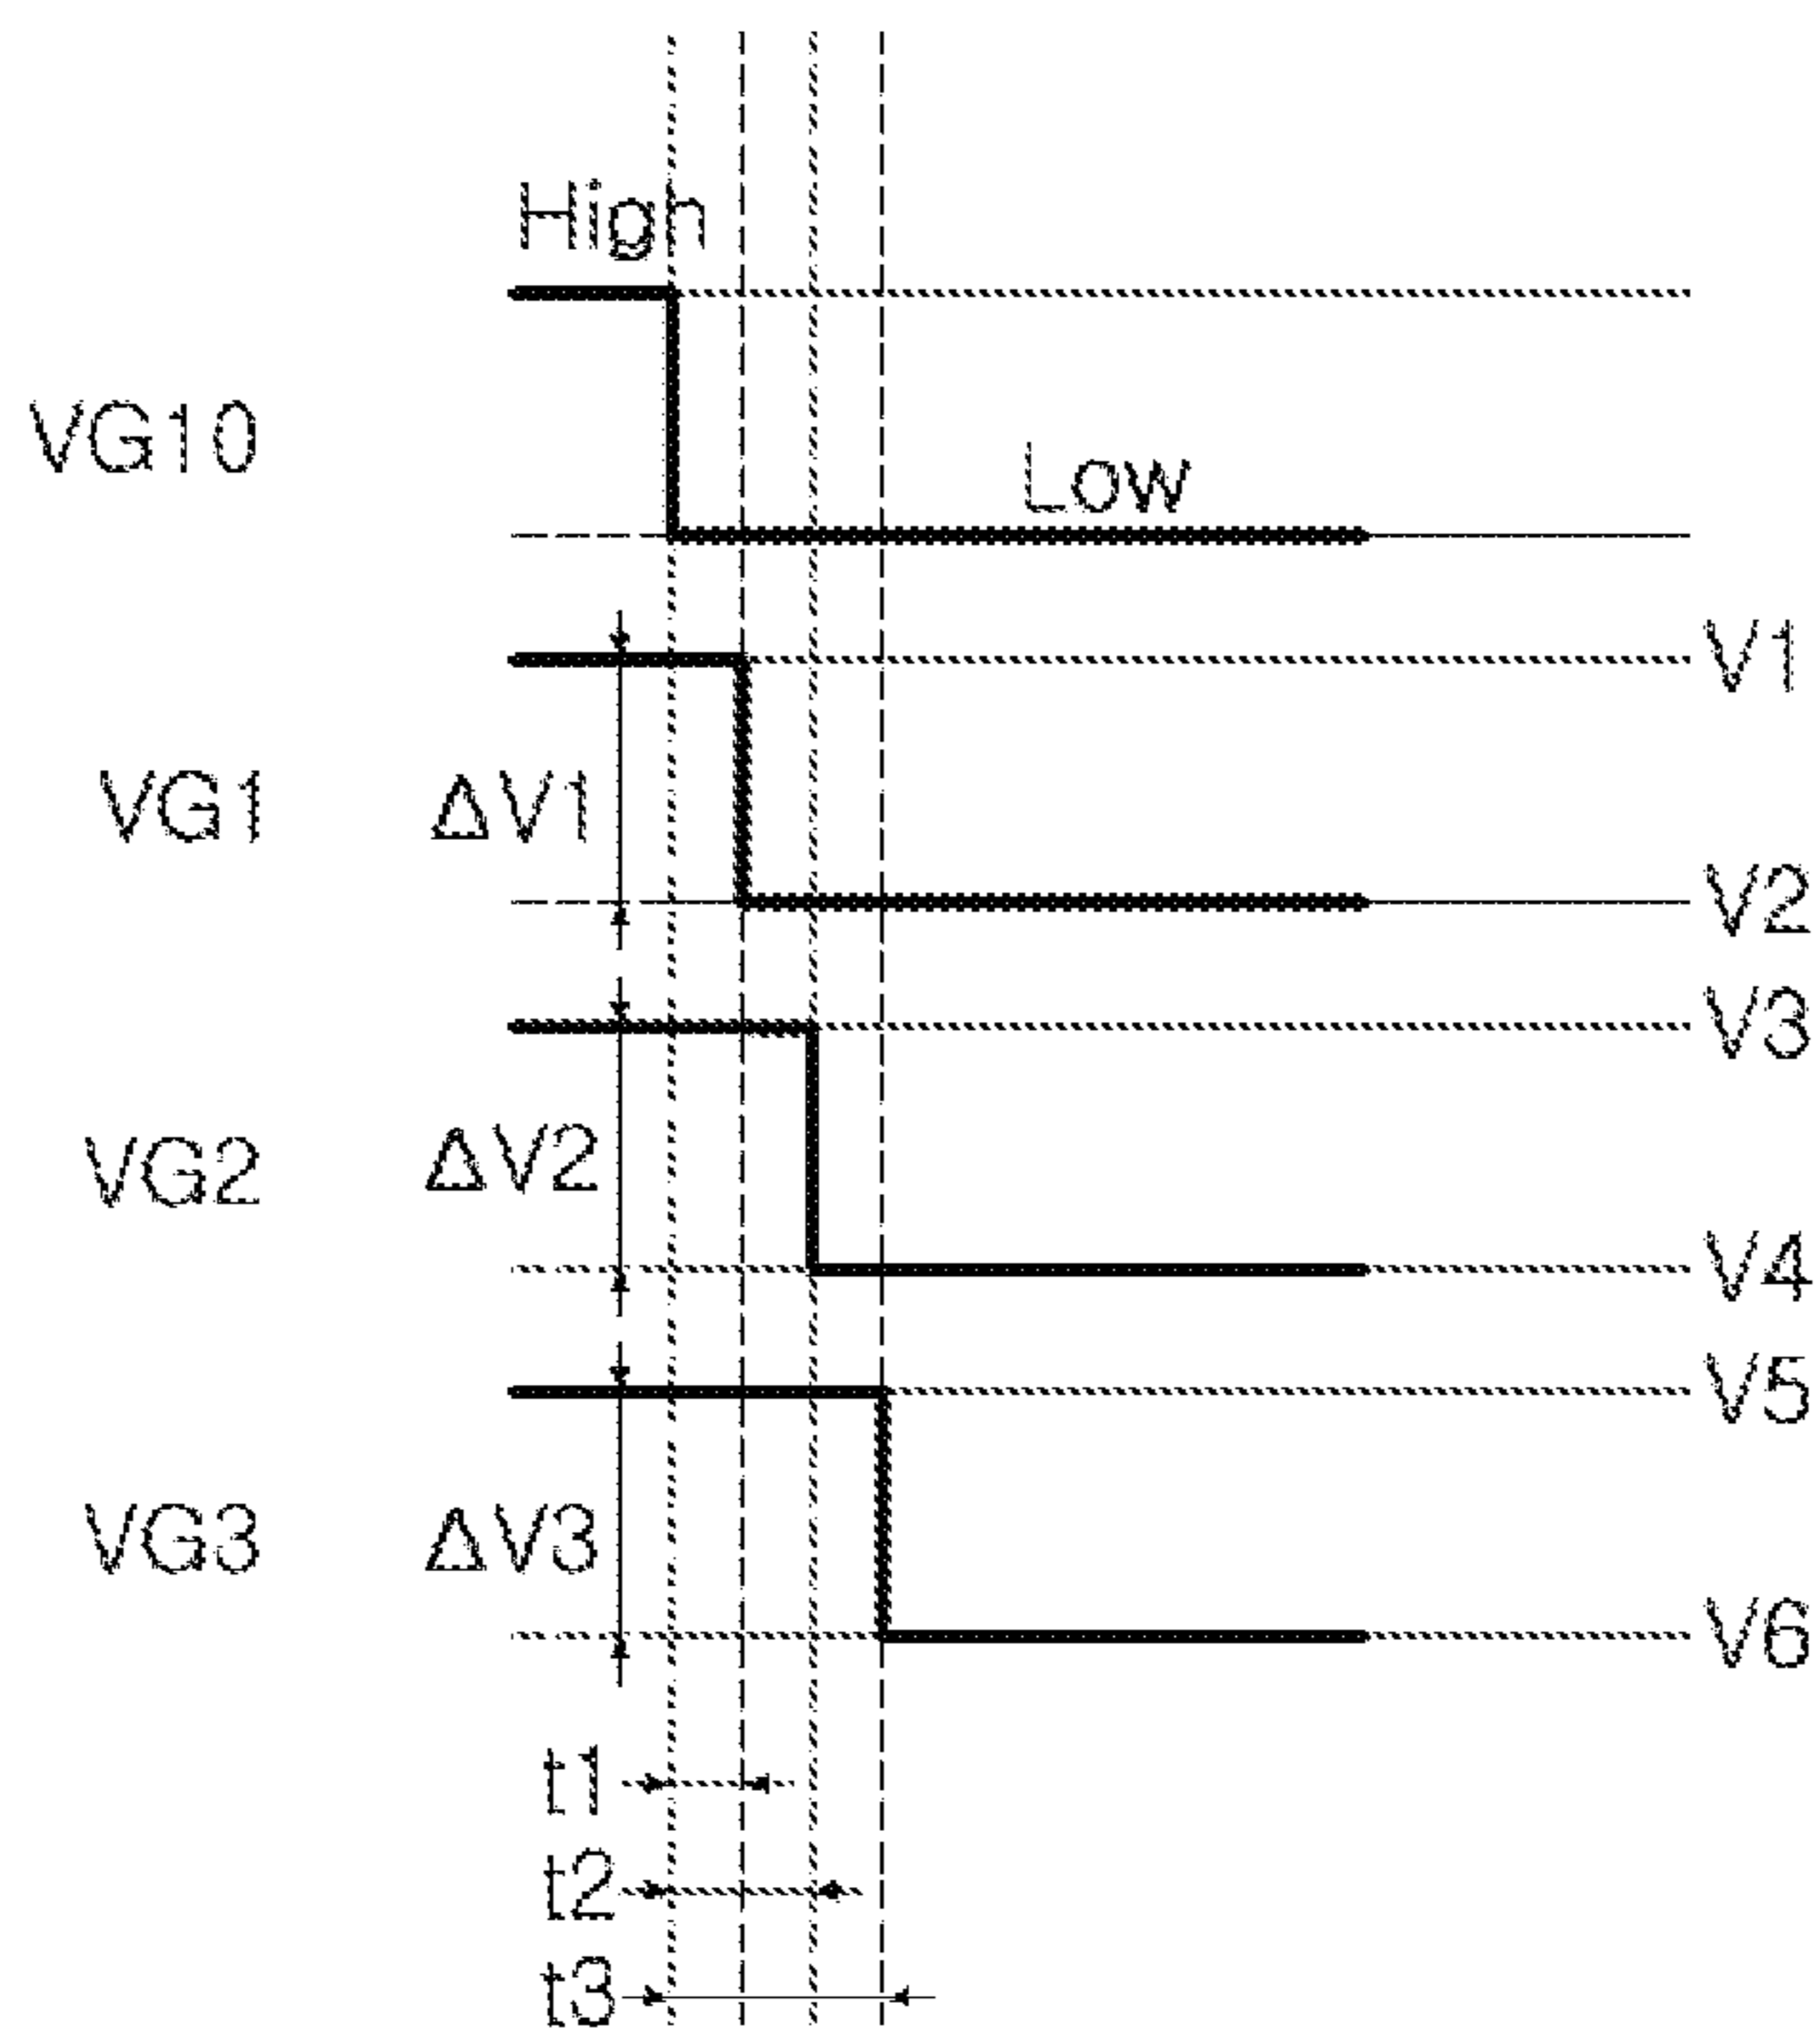 High
VG10
Low
V1
VG1 ΔV1
V2
V3
VG2 ΔV2
V4
V5
VG3 ΔV3
V6
t1
t2
t3